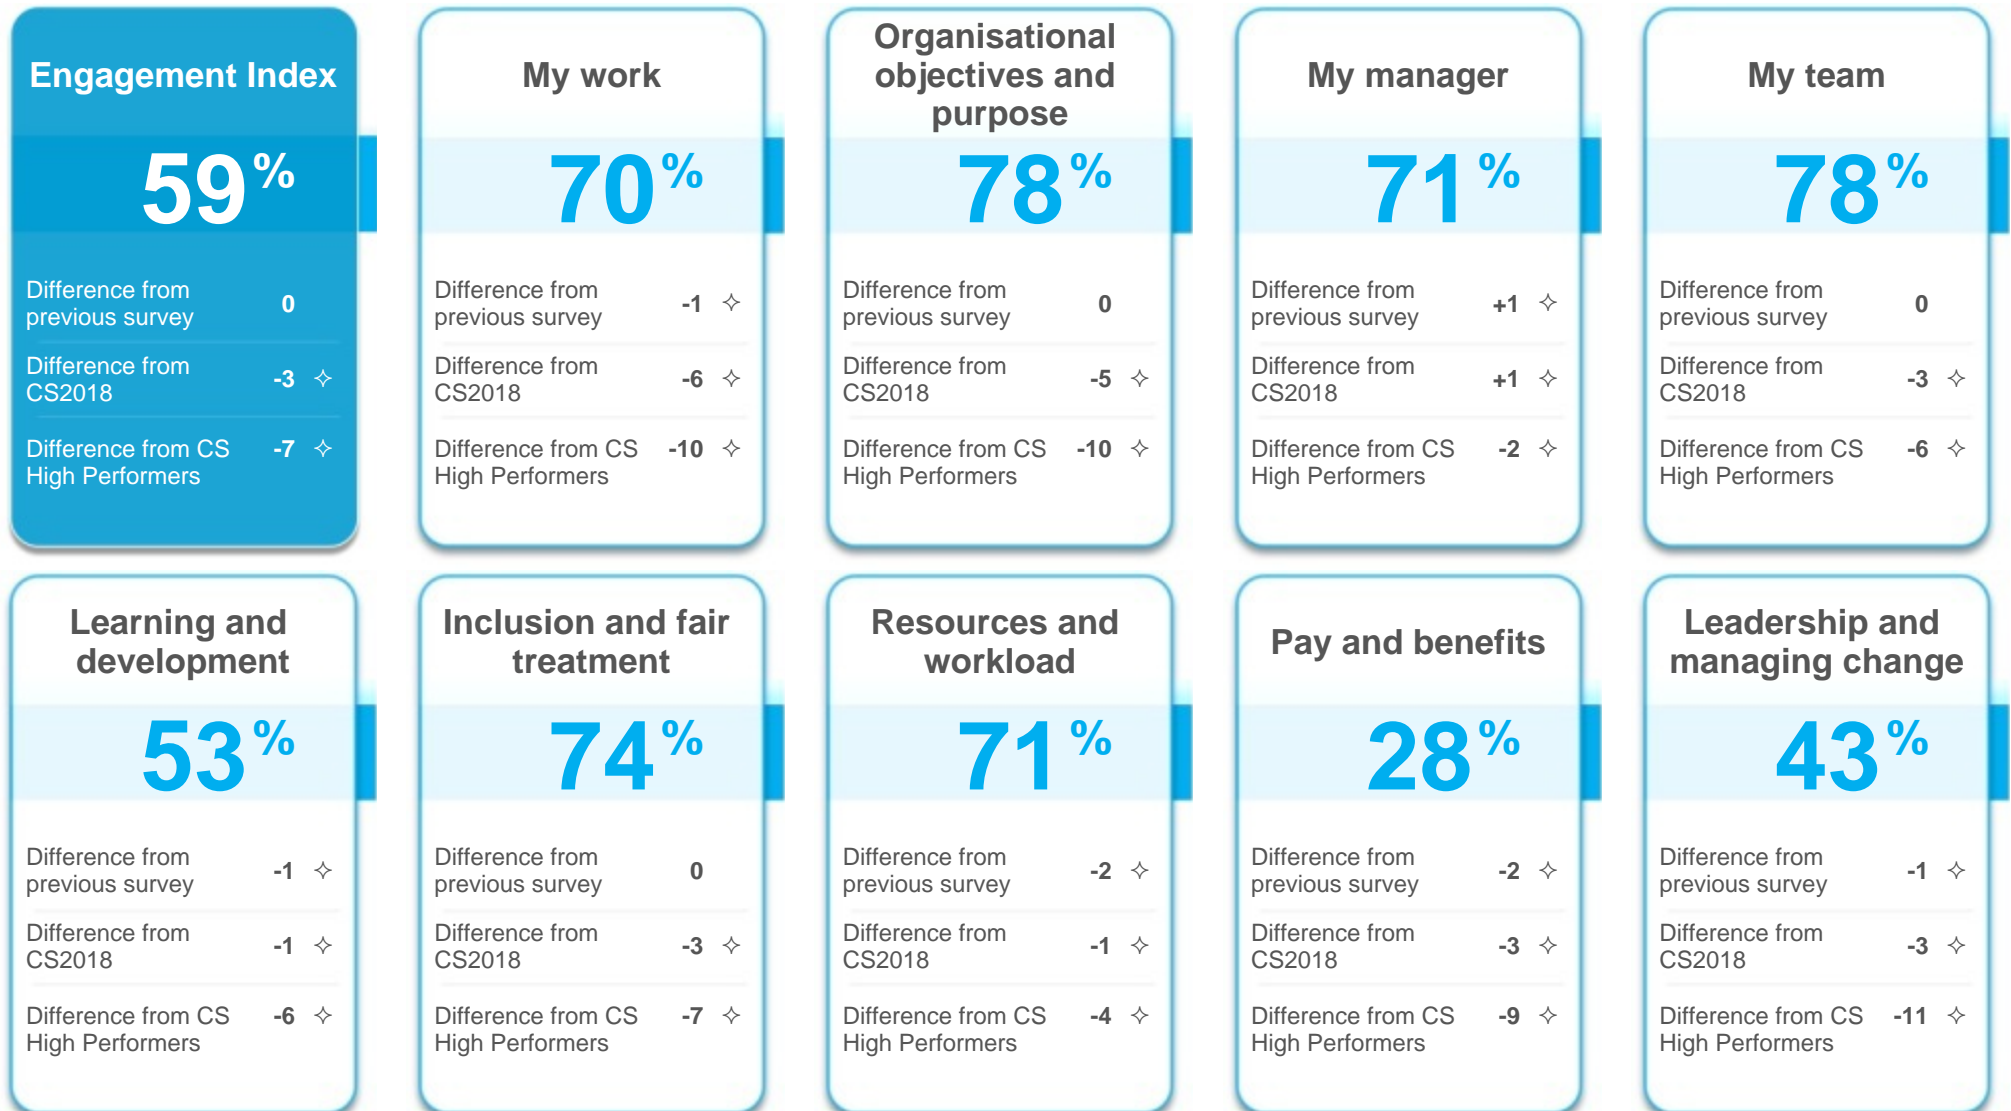 Engagement Index
59%
Difference from
previous survey 0
Difference from
CS2018 -3 ✧
Difference from CS
High Performers -7 ✧
My work
70%
Difference from
previous survey -1 ✧
Difference from
CS2018 -6 ✧
Difference from CS
High Performers -10 ✧
Organisational
objectives and
purpose
78%
Difference from
previous survey 0
Difference from
CS2018 -5 ✧
Difference from CS
High Performers -10 ✧
My manager
71%
Difference from
previous survey +1 ✧
Difference from
CS2018 +1 ✧
Difference from CS
High Performers -2 ✧
My team
78%
Difference from
previous survey 0
Difference from
CS2018 -3 ✧
Difference from CS
High Performers -6 ✧
Learning and
development
53%
Difference from
previous survey -1 ✧
Difference from
CS2018 -1 ✧
Difference from CS
High Performers -6 ✧
Inclusion and fair
treatment
74%
Difference from
previous survey 0
Difference from
CS2018 -3 ✧
Difference from CS
High Performers -7 ✧
Resources and
workload
71%
Difference from
previous survey -2 ✧
Difference from
CS2018 -1 ✧
Difference from CS
High Performers -4 ✧
Pay and benefits
28%
Difference from
previous survey -2 ✧
Difference from
CS2018 -3 ✧
Difference from CS
High Performers -9 ✧
Leadership and
managing change
43%
Difference from
previous survey -1 ✧
Difference from
CS2018 -3 ✧
Difference from CS
High Performers -11 ✧